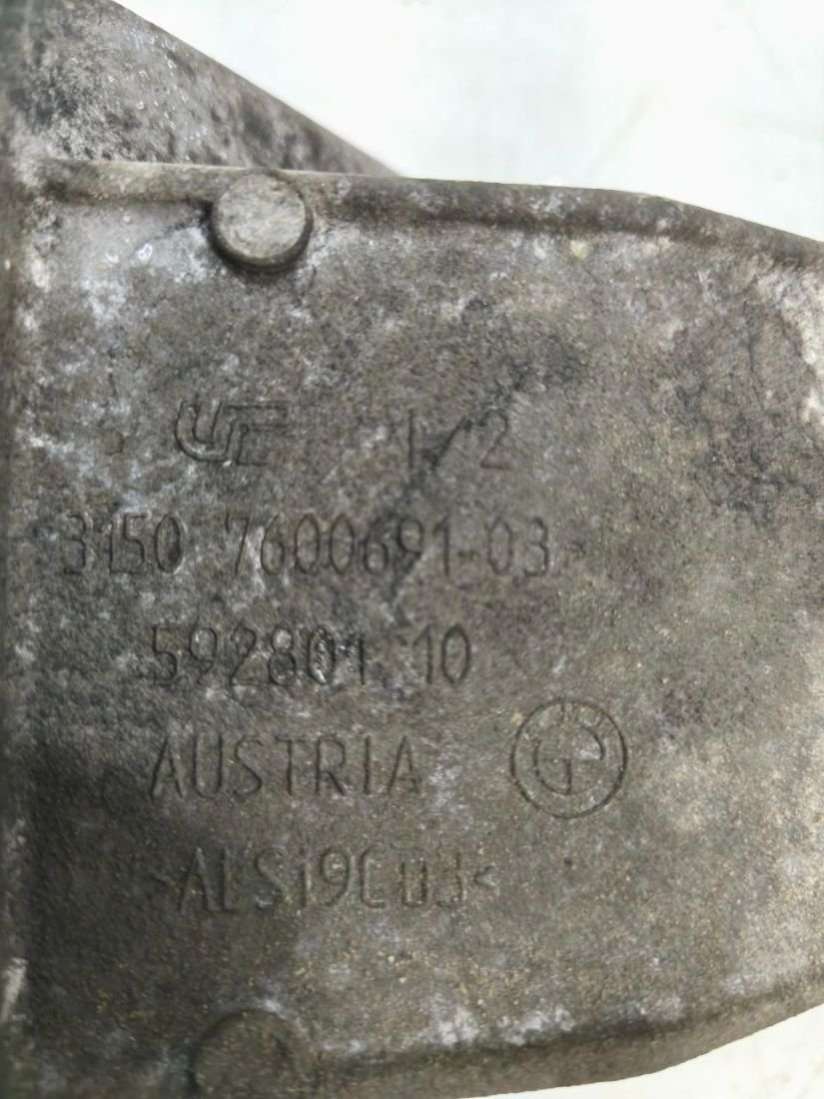 1/2
3150 7600691-03
592801 10
AUSTRIA
>ALSi9CU3<